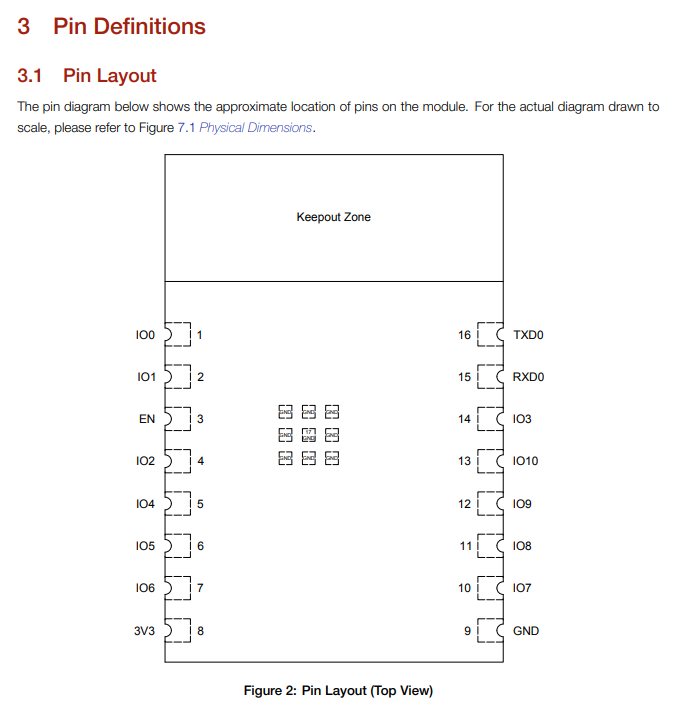 3 Pin Definitions
3.1 Pin Layout
The pin diagram below shows the approximate location of pins on the module. For the actual diagram drawn to
scale, please refer to Figure 7.1 Physical Dimensions.
Keepout Zone
IO0 1 16 TXD0
IO1 2 15 RXD0
GND GND GND
EN 3 14 IO3
GND 17 GND GND
IO2 4 13 IO10
GND GND GND
IO4 5 12 IO9
IO5 6 11 IO8
IO6 7 10 IO7
3V3 8 9 GND
Figure 2: Pin Layout (Top View)